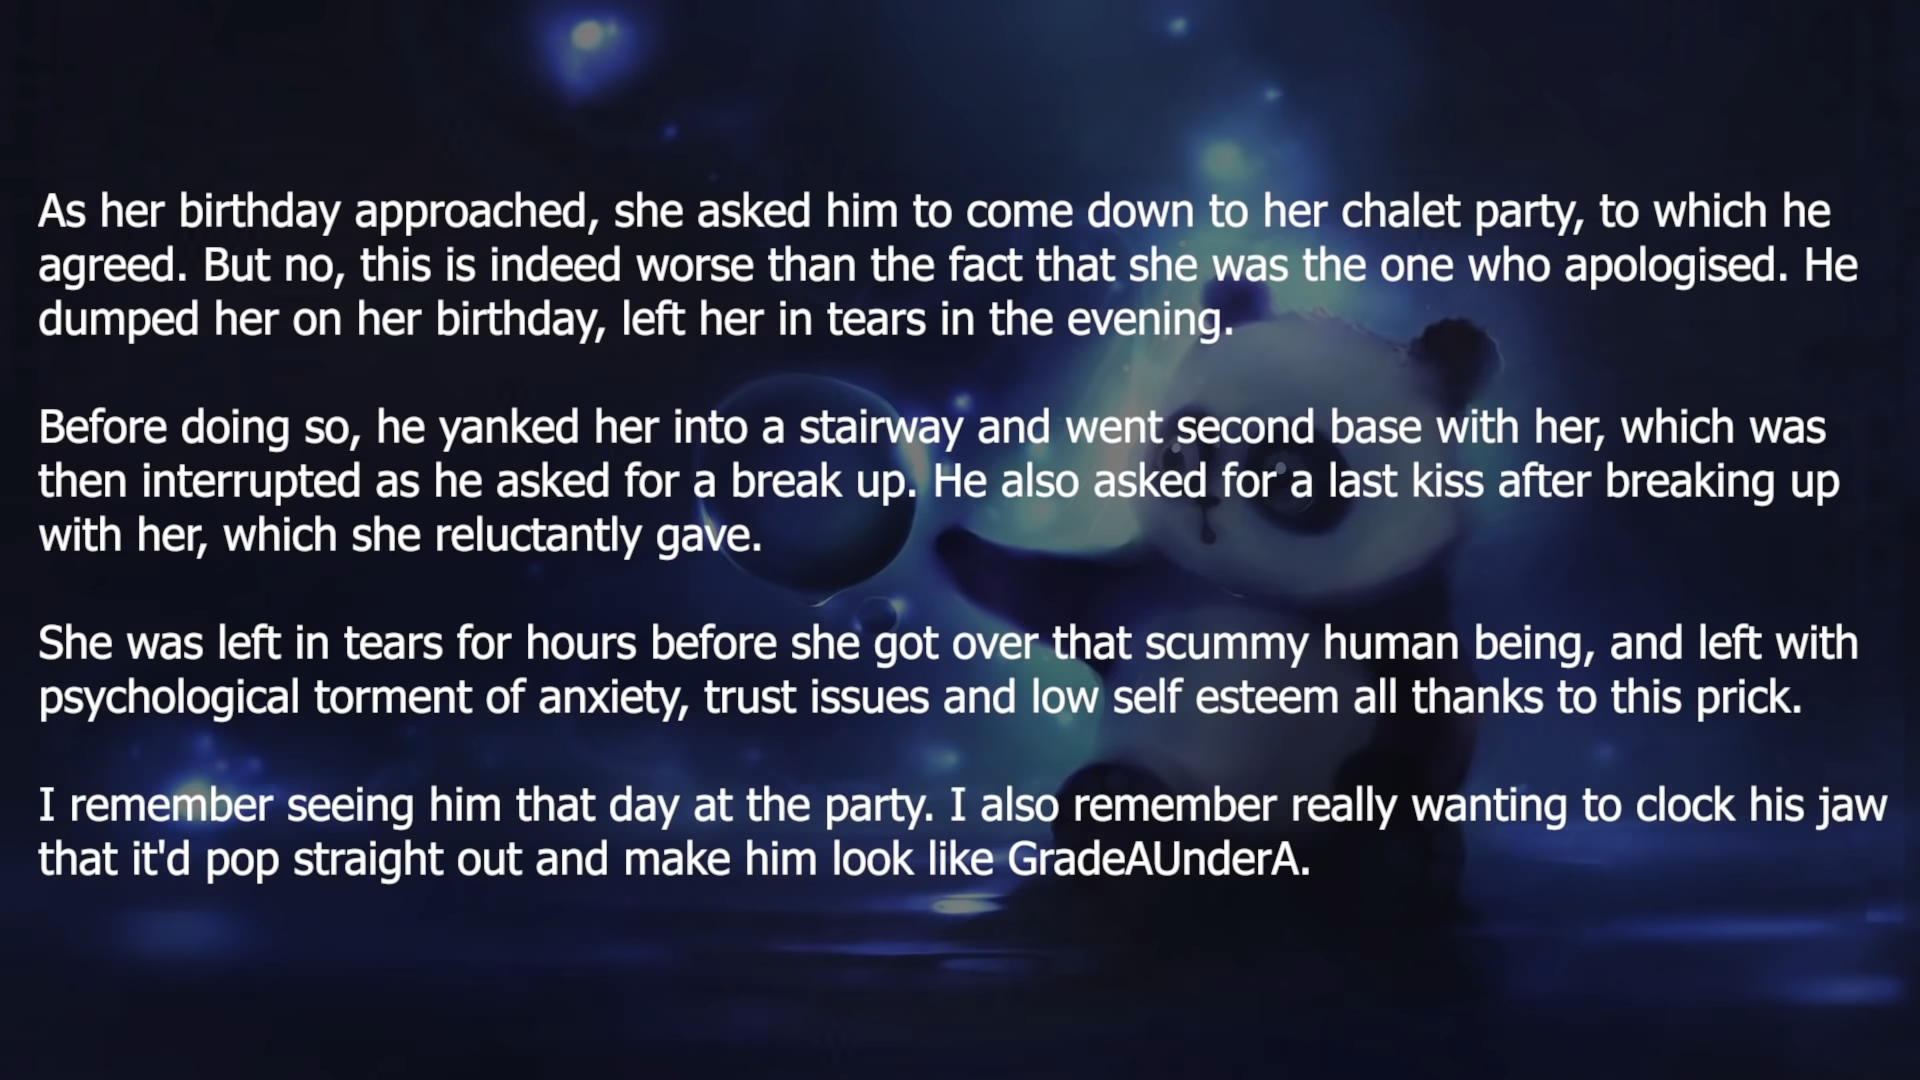 As her birthday approached, she asked him to come down to her chalet party, to which he
agreed. But no, this is indeed worse than the fact that she was the one who apologised. He
dumped her on her birthday, left her in tears in the evening.
Before doing so, he yanked her into a stairway and went second base with her, which was
then interrupted as he asked for a break up. He also asked for a last kiss after breaking up
with her, which she reluctantly gave.
She was left in tears for hours before she got over that scummy human being, and left with
psychological torment of anxiety, trust issues and low self esteem all thanks to this prick.
I remember seeing him that day at the party. I also remember really wanting to clock his jaw
that it'd pop straight out and make him look like GradeAUnderA.